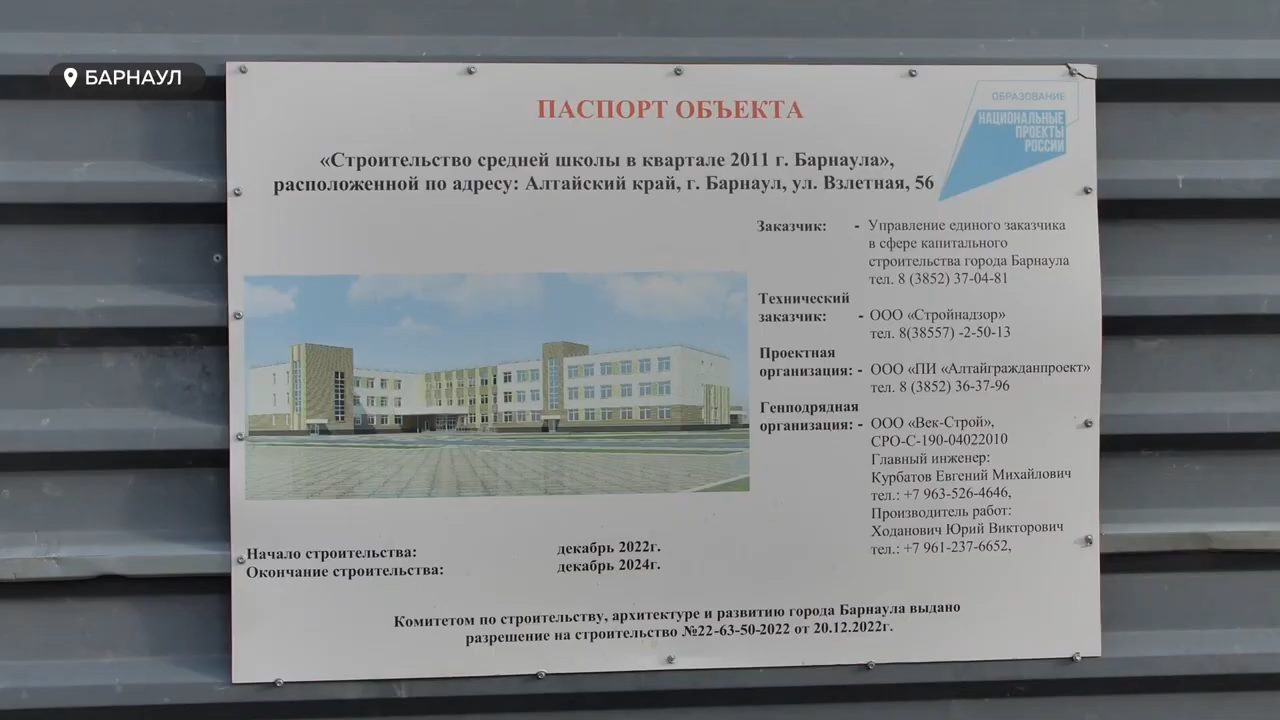 БАРНАУЛ
ПАСПОРТ ОБЪЕКТА
ОБРАЗОВАНИЕ
НАЦИОНАЛЬНЫЕ
ПРОЕКТЫ
РОССИИ
«Строительство средней школы в квартале 2011 г. Барнаула»,
расположенной по адресу: Алтайский край, г. Барнаул, ул. Взлетная, 56
Заказчик: - Управление единого заказчика
в сфере капитального
строительства города Барнаула
тел. 8 (3852) 37-04-81
Технический
заказчик: - ООО «Стройнадзор»
тел. 8(38557) -2-50-13
Проектная
организация: - ООО «ПИ «Алтайгражданпроект»
тел. 8 (3852) 36-37-96
Генподрядная
организация: - ООО «Век-Строй»,
СРО-С-190-04022010
Главный инженер:
Курбатов Евгений Михайлович
тел.: +7 963-526-4646,
Производитель работ:
Ходанович Юрий Викторович
тел.: +7 961-237-6652,
Начало строительства: декабрь 2022г.
Окончание строительства: декабрь 2024г.
Комитетом по строительству, архитектуре и развитию города Барнаула выдано
разрешение на строительство №22-63-50-2022 от 20.12.2022г.